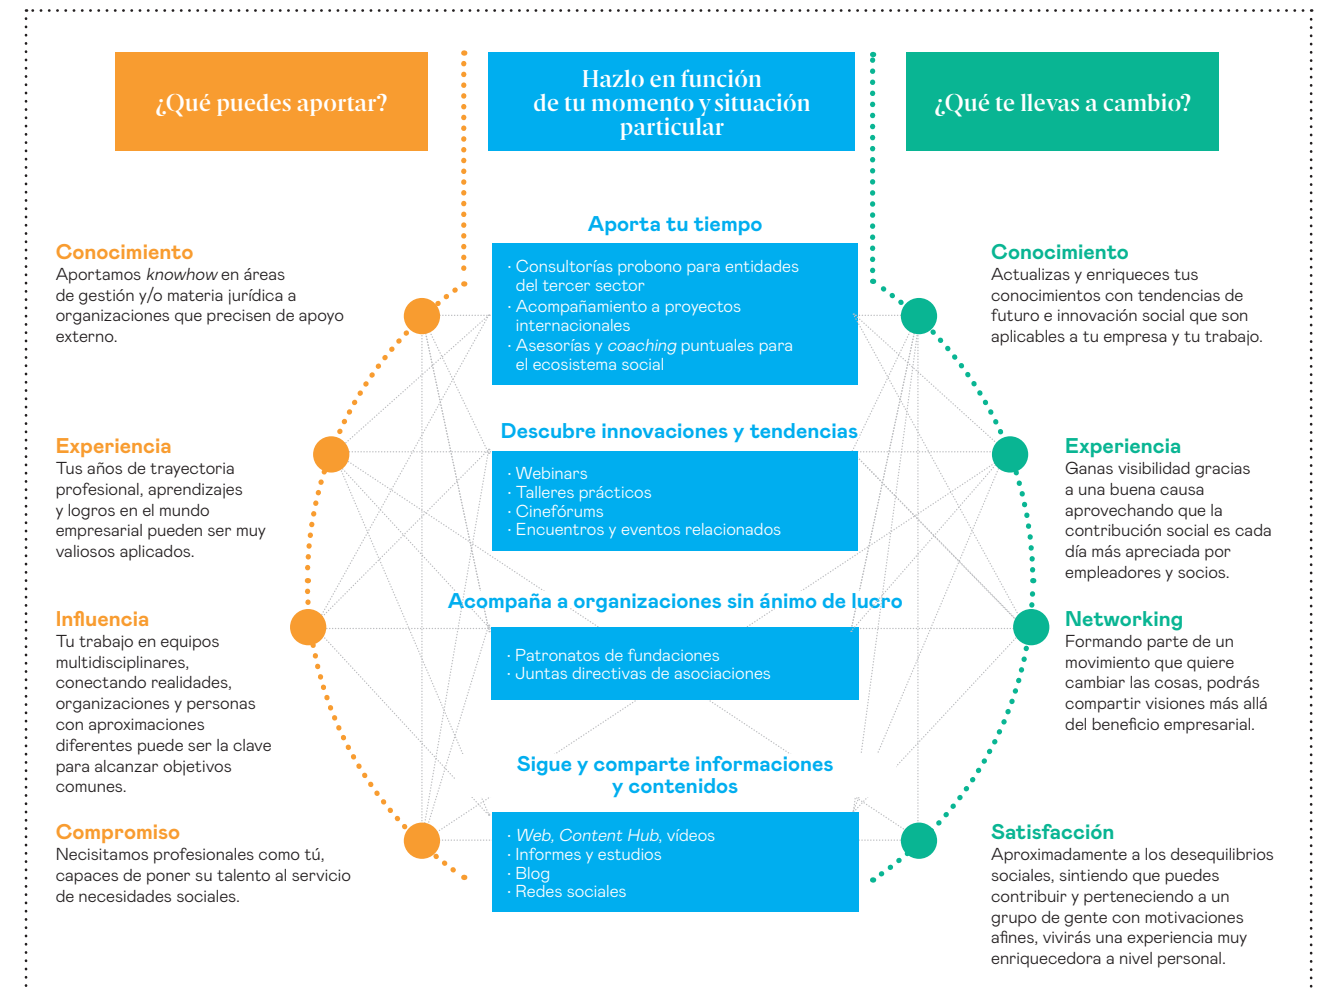 ¿Qué puedes aportar?
Conocimiento
Aportamos knowhow en áreas
de gestión y/o materia jurídica a
organizaciones que precisen de apoyo
externo.
Experiencia
Tus años de trayectoria
profesional, aprendizajes
y logros en el mundo
empresarial pueden ser muy
valiosos aplicados.
Influencia
Tu trabajo en equipos
multidisciplinares,
conectando realidades,
organizaciones y personas
con aproximaciones
diferentes puede ser la clave
para alcanzar objetivos
comunes.
Compromiso
Necisitamos profesionales como tú,
capaces de poner su talento al servicio
de necesidades sociales.
Hazlo en función
de tu momento y situación
particular
Aporta tu tiempo
· Consultorías probono para entidades
del tercer sector
· Acompañamiento a proyectos
internacionales
· Asesorías y coaching puntuales para
el ecosistema social
Descubre innovaciones y tendencias
· Webinars
· Talleres prácticos
· Cinefórums
· Encuentros y eventos relacionados
Acompaña a organizaciones sin ánimo de lucro
· Patronatos de fundaciones
· Juntas directivas de asociaciones
Sigue y comparte informaciones
y contenidos
· Web, Content Hub, vídeos
· Informes y estudios
· Blog
· Redes sociales
¿Qué te llevas a cambio?
Conocimiento
Actualizas y enriqueces tus
conocimientos con tendencias de
futuro e innovación social que son
aplicables a tu empresa y tu trabajo.
Experiencia
Ganas visibilidad gracias
a una buena causa
aprovechando que la
contribución social es cada
día más apreciada por
empleadores y socios.
Networking
Formando parte de un
movimiento que quiere
cambiar las cosas, podrás
compartir visiones más allá
del beneficio empresarial.
Satisfacción
Aproximadamente a los desequilibrios
sociales, sintiendo que puedes
contribuir y perteneciendo a un
grupo de gente con motivaciones
afines, vivirás una experiencia muy
enriquecedora a nivel personal.